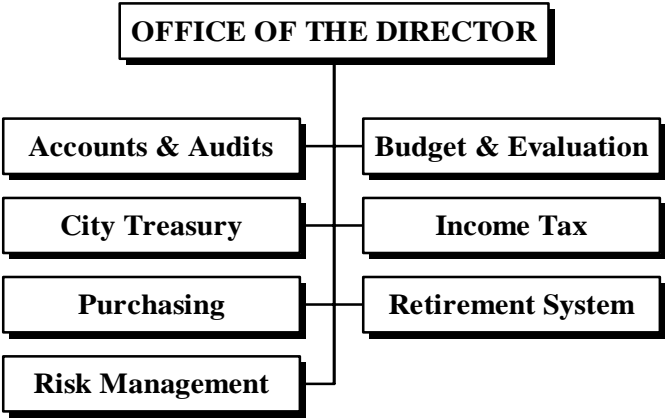 OFFICE OF THE DIRECTOR
Accounts & Audits
Budget & Evaluation
City Treasury
Income Tax
Purchasing
Retirement System
Risk Management